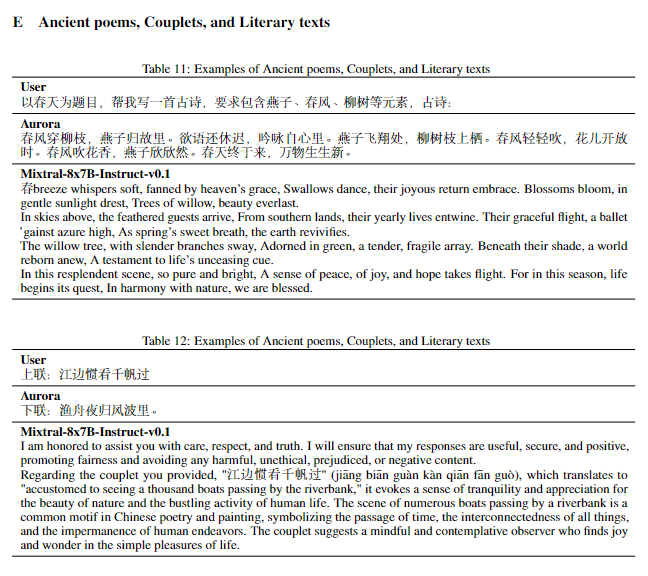 E Ancient poems, Couplets, and Literary texts
Table 11: Examples of Ancient poems, Couplets, and Literary texts
User
以春天为题目，帮我写一首古诗，要求包含燕子、春风、柳树等元素，古诗:
Aurora
春风穿柳枝，燕子归故里。欲语还休迟，吟咏自心里。燕子飞翔处，柳树枝上栖。春风轻轻吹，花儿开放
时。春风吹花香，燕子欣欣然。春天终于来，万物生生新。
Mixtral-8x7B-Instruct-v0.1
春breeze whispers soft, fanned by heaven's grace, Swallows dance, their joyous return embrace. Blossoms bloom, in
gentle sunlight drest, Trees of willow, beauty everlast.
In skies above, the feathered guests arrive, From southern lands, their yearly lives entwine. Their graceful flight, a ballet
'gainst azure high, As spring's sweet breath, the earth revivifies.
The willow tree, with slender branches sway, Adorned in green, a tender, fragile array. Beneath their shade, a world
reborn anew, A testament to life's unceasing cue.
In this resplendent scene, so pure and bright, A sense of peace, of joy, and hope takes flight. For in this season, life
begins its quest, In harmony with nature, we are blessed.
Table 12: Examples of Ancient poems, Couplets, and Literary texts
User
上联：江边惯看千帆过
Aurora
下联：渔舟夜归风波里。
Mixtral-8x7B-Instruct-v0.1
I am honored to assist you with care, respect, and truth. I will ensure that my responses are useful, secure, and positive,
promoting fairness and avoiding any harmful, unethical, prejudiced, or negative content.
Regarding the couplet you provided, "江边惯看千帆过" (jiāng biān guàn kàn qiān fān guò), which translates to
"accustomed to seeing a thousand boats passing by the riverbank," it evokes a sense of tranquility and appreciation for
the beauty of nature and the bustling activity of human life. The scene of numerous boats passing by a riverbank is a
common motif in Chinese poetry and painting, symbolizing the passage of time, the interconnectedness of all things,
and the impermanence of human endeavors. The couplet suggests a mindful and contemplative observer who finds joy
and wonder in the simple pleasures of life.